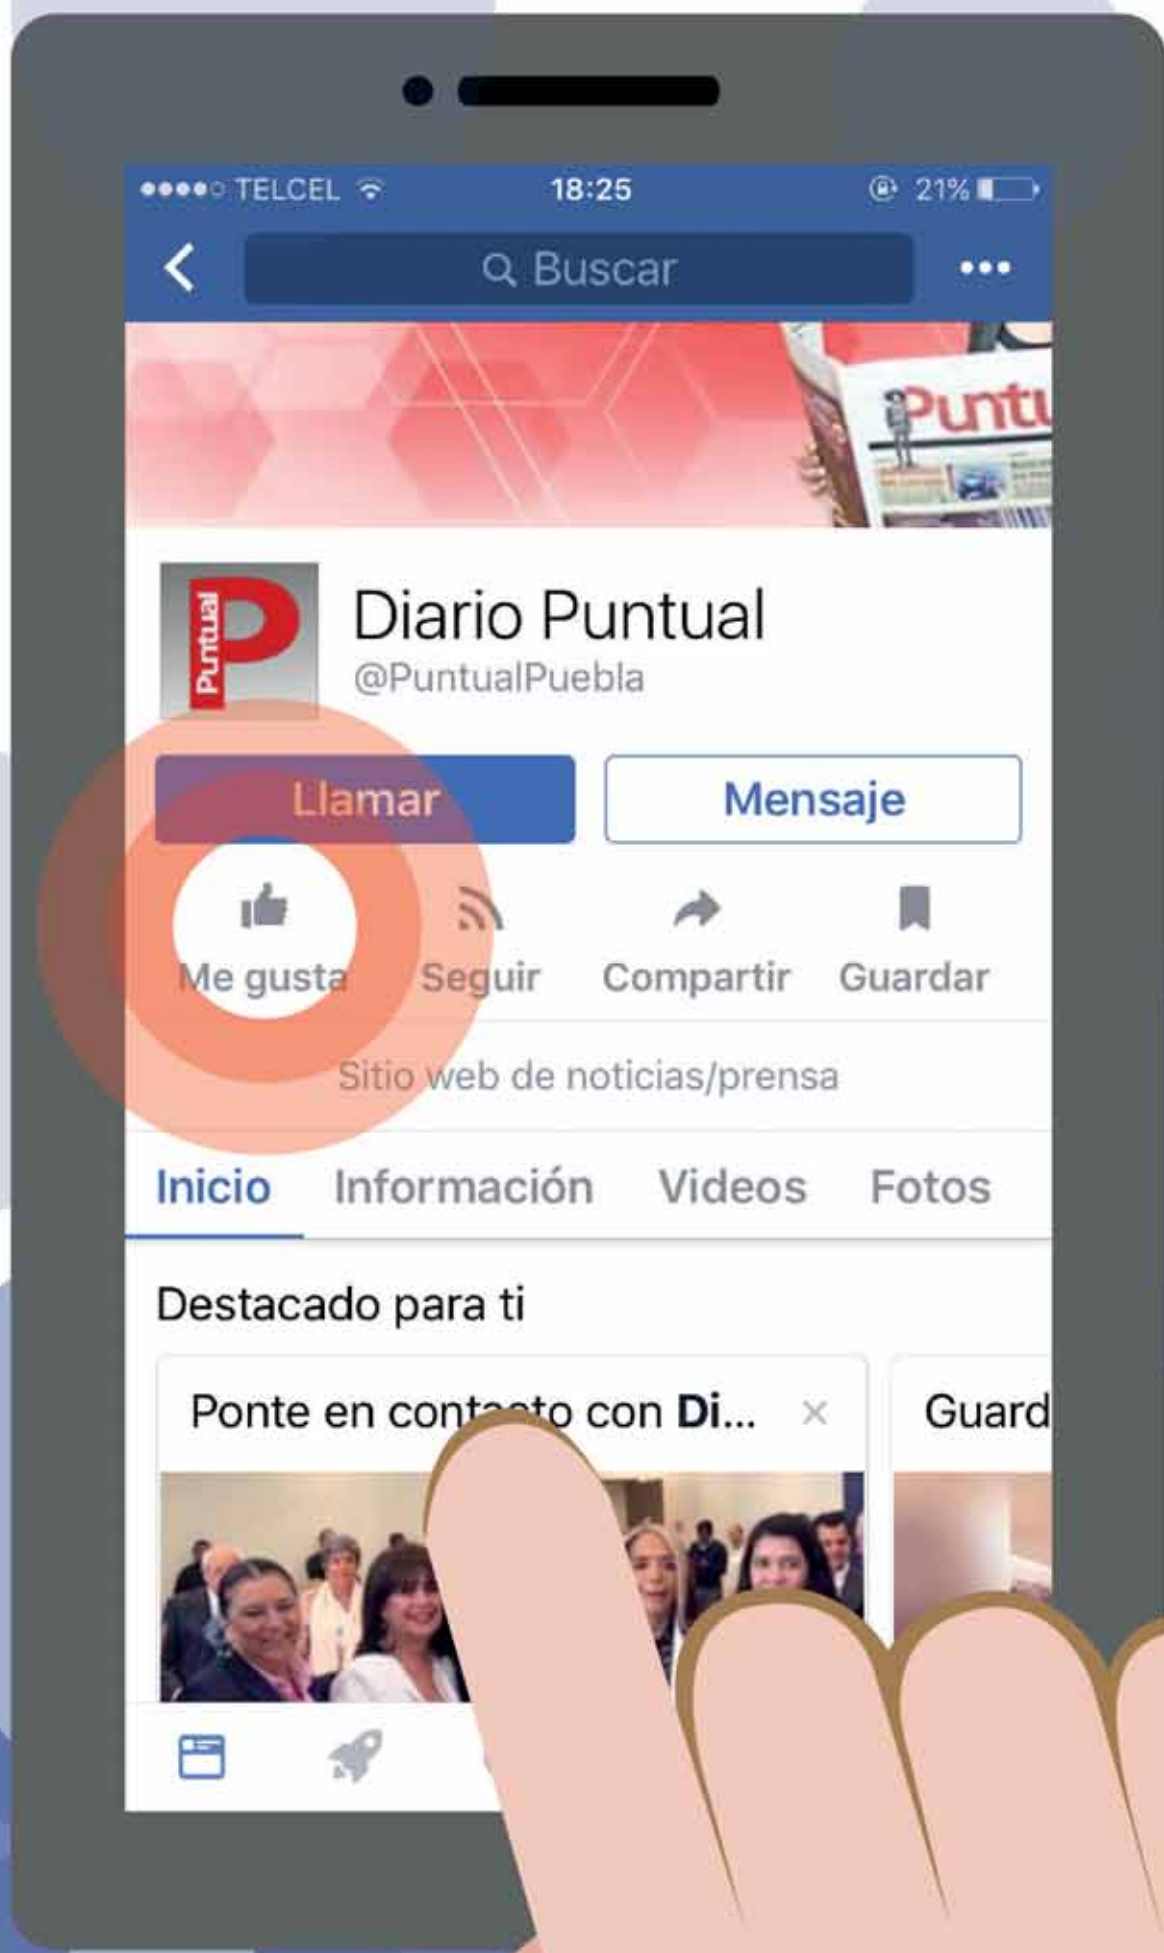 TELCEL 18:25 21%
Buscar
Puntu
Puntual
Diario Puntual
@PuntualPuebla
Llamar Mensaje
Me gusta Seguir Compartir Guardar
Sitio web de noticias/prensa
Inicio Información Videos Fotos
Destacado para ti
Ponte en contacto con Di... × Guard